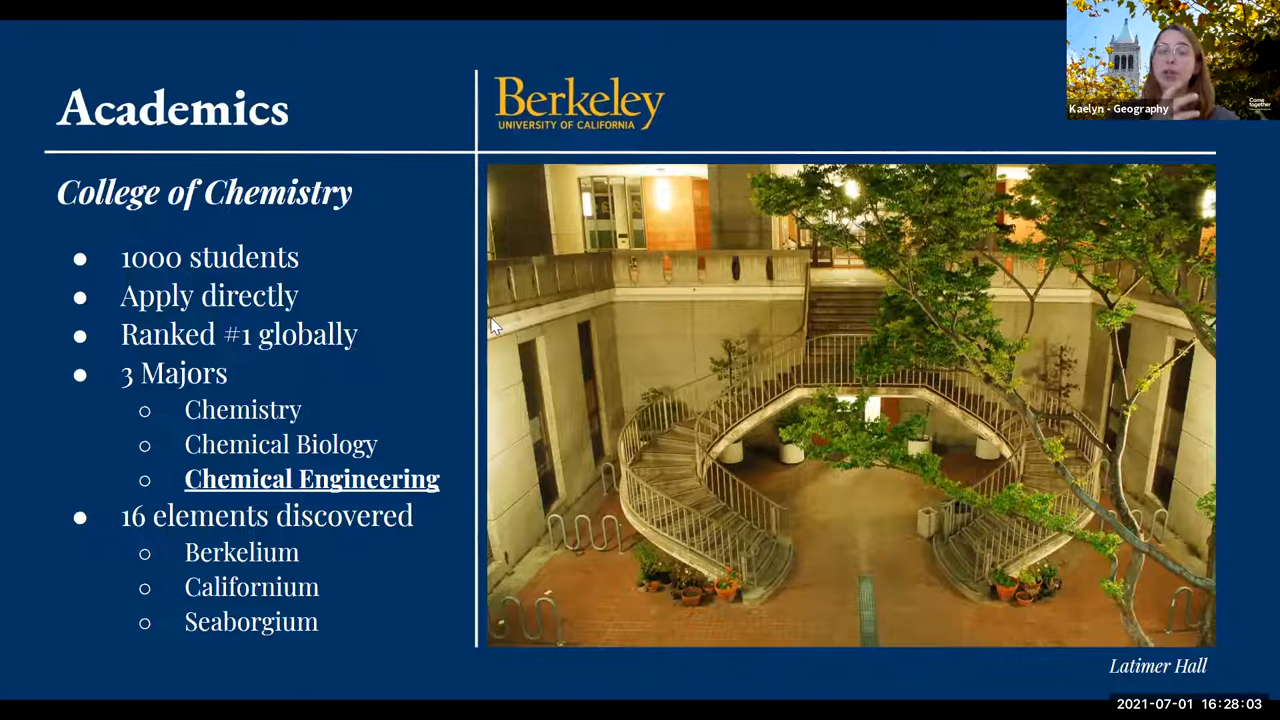 Academics
Berkeley
UNIVERSITY OF CALIFORNIA
Kaelyn - Geography
Come
together
College of Chemistry
● 1000 students
● Apply directly
● Ranked #1 globally
● 3 Majors
○ Chemistry
○ Chemical Biology
○ Chemical Engineering
● 16 elements discovered
○ Berkelium
○ Californium
○ Seaborgium
Latimer Hall
2021-07-01 16:28:03